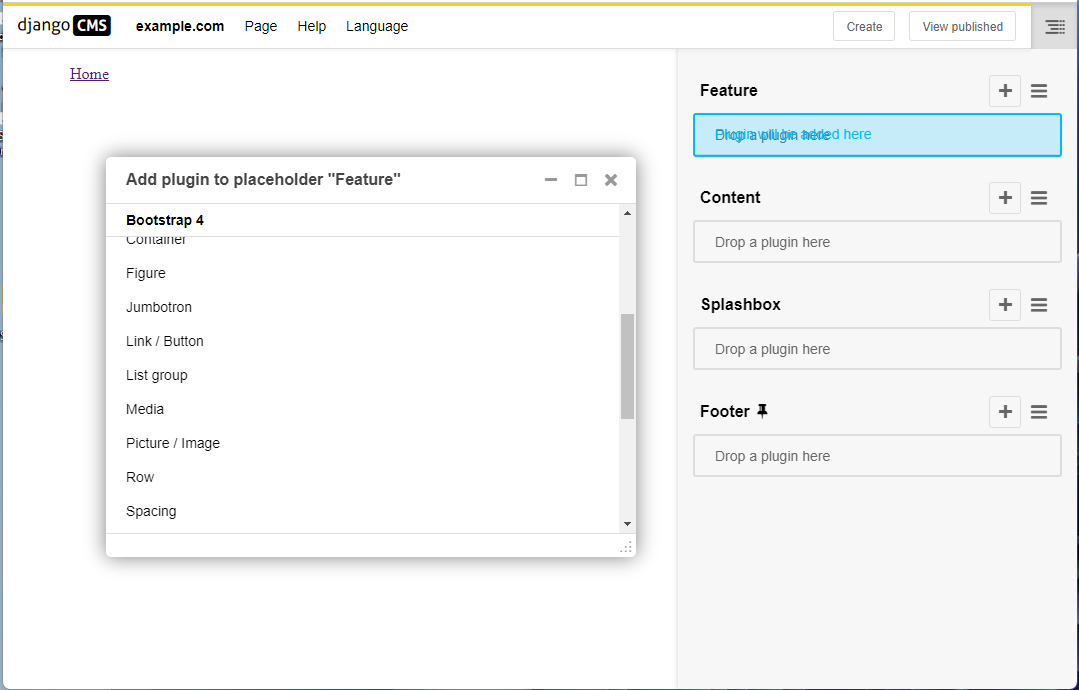 django CMS example.com Page Help Language Create View published
Home
Add plugin to placeholder "Feature"
Bootstrap 4
Container
Figure
Jumbotron
Link / Button
List group
Media
Picture / Image
Row
Spacing
Feature
Drop a plugin here
Plugin will be added here
Content
Drop a plugin here
Splashbox
Drop a plugin here
Footer
Drop a plugin here